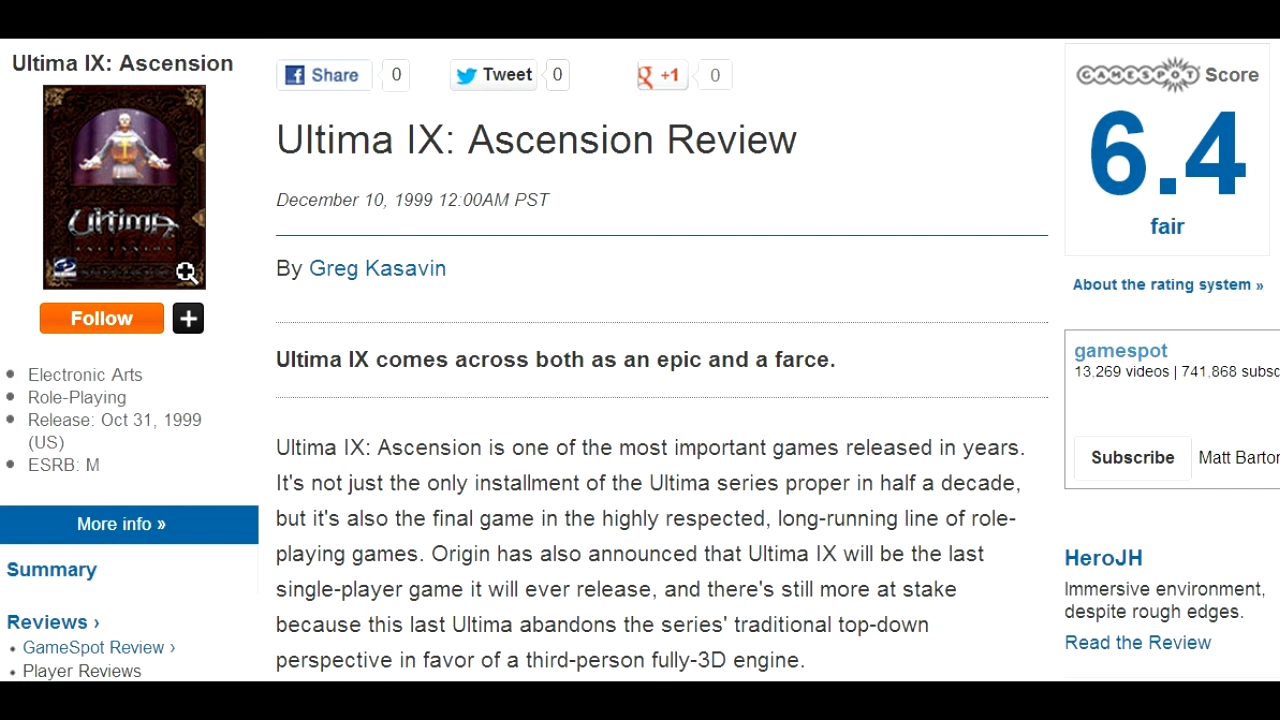 Ultima IX: Ascension
ULTIMA
ASCENSION
Follow
+
Electronic Arts
Role-Playing
Release: Oct 31, 1999
(US)
ESRB: M
More info »
Summary
Reviews ›
GameSpot Review ›
Player Reviews
Share 0
Tweet 0
+1 0
Ultima IX: Ascension Review
December 10, 1999 12:00AM PST
By Greg Kasavin
Ultima IX comes across both as an epic and a farce.
Ultima IX: Ascension is one of the most important games released in years.
It's not just the only installment of the Ultima series proper in half a decade,
but it's also the final game in the highly respected, long-running line of role-
playing games. Origin has also announced that Ultima IX will be the last
single-player game it will ever release, and there's still more at stake
because this last Ultima abandons the series' traditional top-down
perspective in favor of a third-person fully-3D engine.
GAMESPOT Score
6.4
fair
About the rating system »
gamespot
13,269 videos | 741,868 subsc
Subscribe Matt Barton
HeroJH
Immersive environment,
despite rough edges.
Read the Review